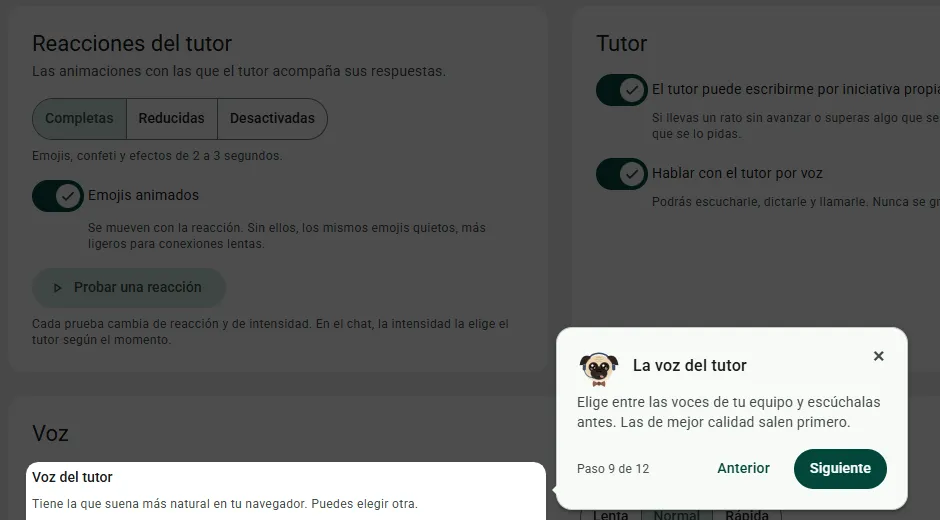 Reacciones del tutor
Las animaciones con las que el tutor acompaña sus respuestas.
Completas
Reducidas
Desactivadas
Emojis, confeti y efectos de 2 a 3 segundos.
Emojis animados
Se mueven con la reacción. Sin ellos, los mismos emojis quietos, más
ligeros para conexiones lentas.
Probar una reacción
Cada prueba cambia de reacción y de intensidad. En el chat, la intensidad la elige el
tutor según el momento.
Tutor
El tutor puede escribirme por iniciativa propia
Si llevas un rato sin avanzar o superas algo que se
que se lo pidas.
Hablar con el tutor por voz
Podrás escucharle, dictarle y llamarle. Nunca se
La voz del tutor
Elige entre las voces de tu equipo y escúchalas
antes. Las de mejor calidad salen primero.
Paso 9 de 12
Anterior
Siguiente
Voz
Voz del tutor
Tiene la que suena más natural en tu navegador. Puedes elegir otra.
Lenta
Normal
Rápida